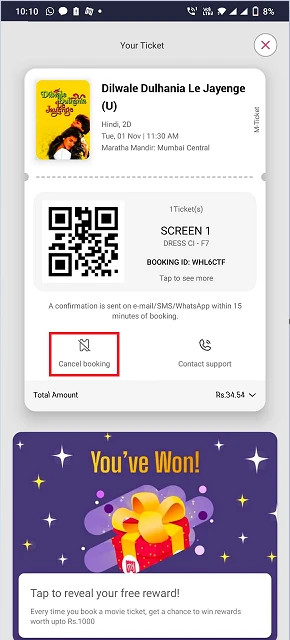 10:10
8%
Your Ticket
Dilwale Dulhania Le Jayenge
(U)
Hindi, 2D
Tue, 01 Nov | 11:30 AM
Maratha Mandir: Mumbai Central
M-Ticket
Dilwale
Dulhania
Le
Jayenge
1Ticket(s)
SCREEN 1
DRESS CI - F7
BOOKING ID: WHL6CTF
Tap to see more
A confirmation is sent on e-mail/SMS/WhatsApp within 15
minutes of booking.
Cancel booking
Contact support
Total Amount
Rs.34.54
You've Won!
Tap to reveal your free reward!
Every time you book a movie ticket, get a chance to win rewards
worth upto Rs.1000